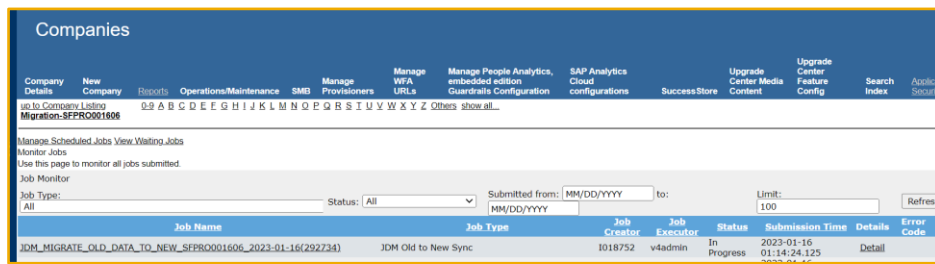 Companies
Company Details New Company Reports Operations/Maintenance SMB Manage Provisioners Manage WFA URLs Manage People Analytics, embedded edition Guardrails Configuration SAP Analytics Cloud configurations SuccessStore Upgrade Center Media Content Upgrade Center Feature Config Search Index
up to Company Listing 0-9 A B C D E F G H I J K L M N O P Q R S T U V W X Y Z Others show all...
Migration-SFPRO001606
Manage Scheduled Jobs View Waiting Jobs
Monitor Jobs
Use this page to monitor all jobs submitted.
Job Monitor
Job Type: All Status: All Submitted from: MM/DD/YYYY to: MM/DD/YYYY Limit: 100
Job Name Job Type Job Creator Job Executor Status Submission Time Details Error Code
JDM_MIGRATE_OLD_DATA_TO_NEW_SFPRO001606_2023-01-16(292734) JDM Old to New Sync I018752 v4admin In Progress 2023-01-16 01:14:24.125 Detail